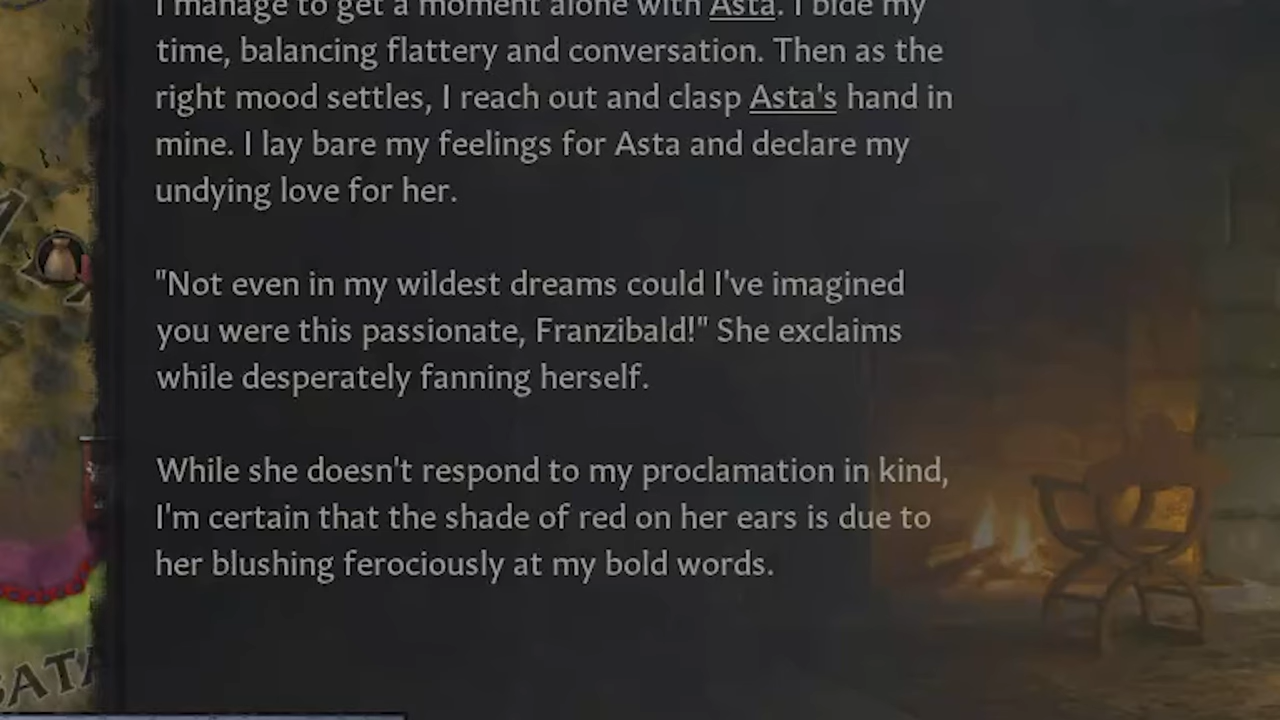 I manage to get a moment alone with Asta. I bide my
time, balancing flattery and conversation. Then as the
right mood settles, I reach out and clasp Asta's hand in
mine. I lay bare my feelings for Asta and declare my
undying love for her.
"Not even in my wildest dreams could I've imagined
you were this passionate, Franzibald!" She exclaims
while desperately fanning herself.
While she doesn't respond to my proclamation in kind,
I'm certain that the shade of red on her ears is due to
her blushing ferociously at my bold words.